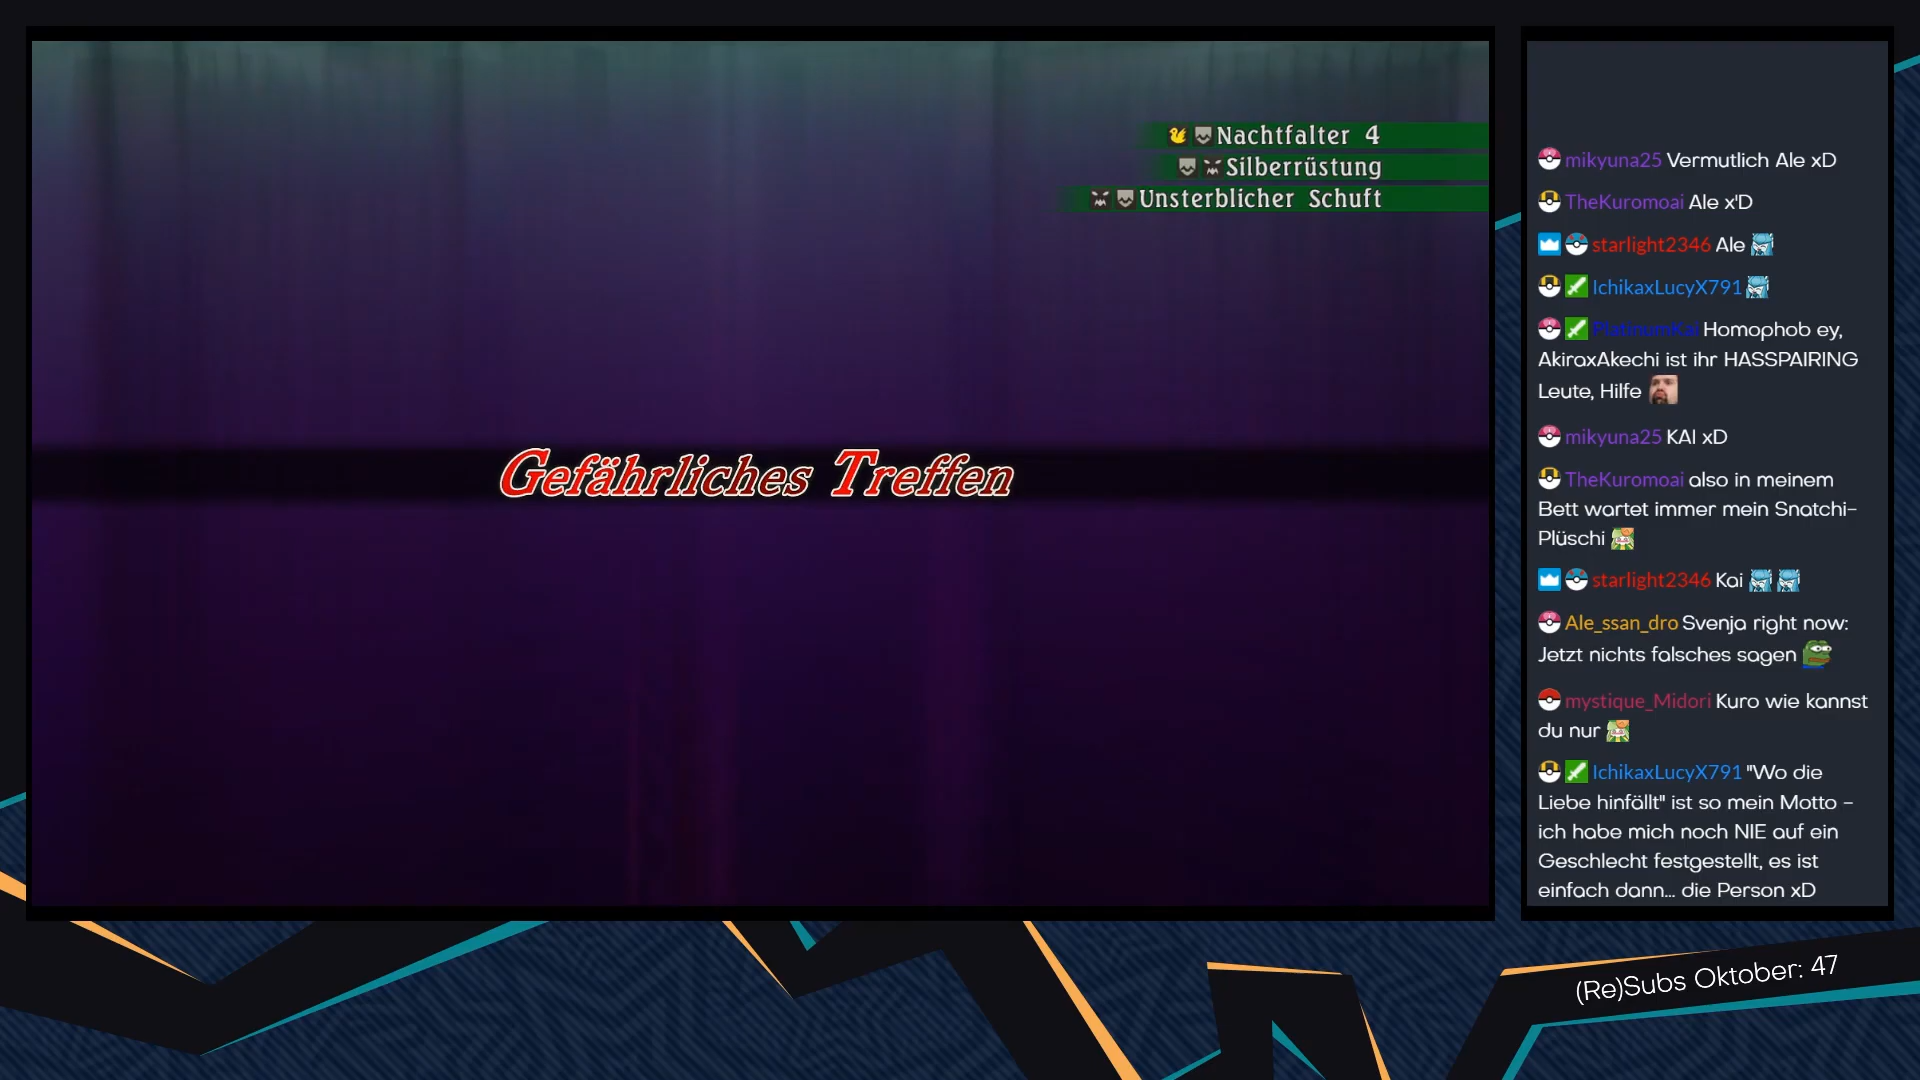 Nachtfalter 4
Silberrüstung
Unsterblicher Schuft
Gefährliches Treffen
mikyuna25 Vermutlich Ale xD
TheKuromoai Ale x'D
starlight2346 Ale
IchikaxLucyX791
PlatinumKai Homophob ey,
AkiraxAkechi ist ihr HASSPAIRING
Leute, Hilfe
mikyuna25 KAI xD
TheKuromoai also in meinem
Bett wartet immer mein Snatchi-
Plüschi
starlight2346 Kai
Ale_ssan_dro Svenja right now:
Jetzt nichts falsches sagen
mystique_Midori Kuro wie kannst
du nur
IchikaxLucyX791 "Wo die
Liebe hinfällt" ist so mein Motto -
ich habe mich noch NIE auf ein
Geschlecht festgestellt, es ist
einfach dann... die Person xD
(Re)Subs Oktober: 47